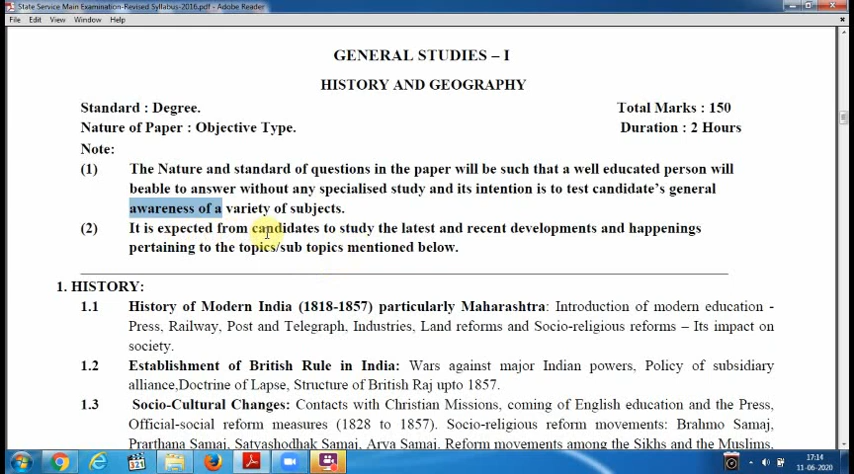 State Service Main Examination-Revised Syllabus-2016.pdf - Adobe Reader
File Edit View Window Help
GENERAL STUDIES – I
HISTORY AND GEOGRAPHY
Standard : Degree. Total Marks : 150
Nature of Paper : Objective Type. Duration : 2 Hours
Note:
(1) The Nature and standard of questions in the paper will be such that a well educated person will
beable to answer without any specialised study and its intention is to test candidate’s general
awareness of a variety of subjects.
(2) It is expected from candidates to study the latest and recent developments and happenings
pertaining to the topics/sub topics mentioned below.
1. HISTORY:
1.1 History of Modern India (1818-1857) particularly Maharashtra: Introduction of modern education -
Press, Railway, Post and Telegraph, Industries, Land reforms and Socio-religious reforms – Its impact on
society.
1.2 Establishment of British Rule in India: Wars against major Indian powers, Policy of subsidiary
alliance,Doctrine of Lapse, Structure of British Raj upto 1857.
1.3 Socio-Cultural Changes: Contacts with Christian Missions, coming of English education and the Press,
Official-social reform measures (1828 to 1857). Socio-religious reform movements: Brahmo Samaj,
Prarthana Samaj, Satyashodhak Samaj, Arya Samaj. Reform movements among the Sikhs and the Muslims,
321
17:14
11-06-2020